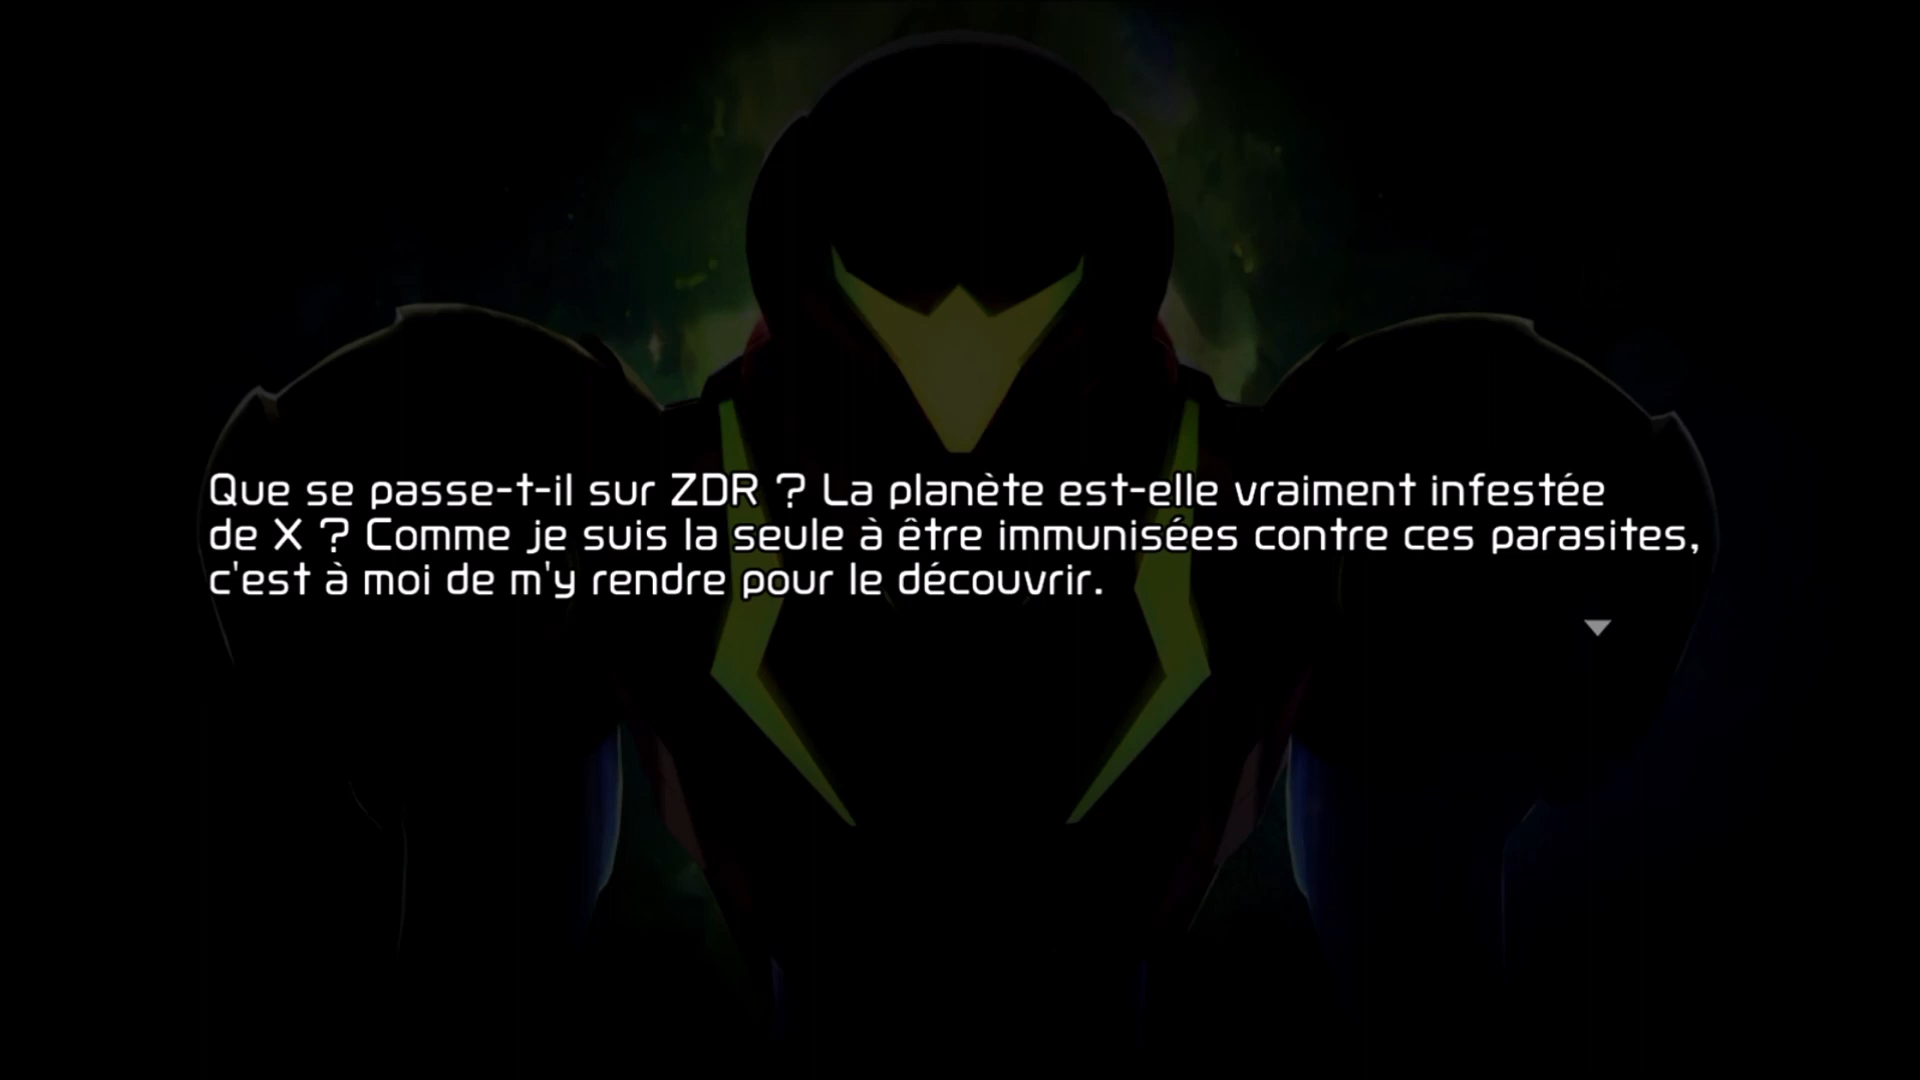 Que se passe-t-il sur ZDR ? La planète est-elle vraiment infestée
de X ? Comme je suis la seule à être immunisées contre ces parasites,
c'est à moi de m'y rendre pour le découvrir.